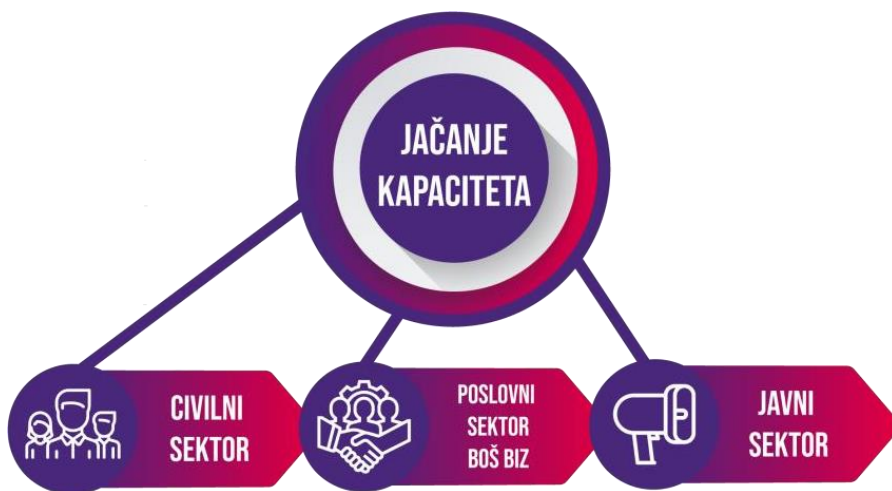 JAČANJE
KAPACITETA
CIVILNI
SEKTOR
POSLOVNI
SEKTOR
BOŠ BIZ
JAVNI
SEKTOR